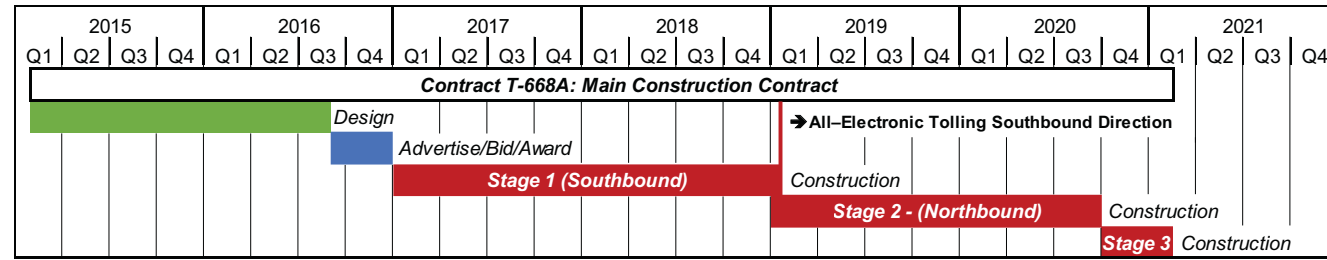 2015 2016 2017 2018 2019 2020 2021
Q1 Q2 Q3 Q4 Q1 Q2 Q3 Q4 Q1 Q2 Q3 Q4 Q1 Q2 Q3 Q4 Q1 Q2 Q3 Q4 Q1 Q2 Q3 Q4 Q1 Q2 Q3 Q4
Contract T-668A: Main Construction Contract
Design
➔All–Electronic Tolling Southbound Direction
Advertise/Bid/Award
Stage 1 (Southbound) Construction
Stage 2 - (Northbound) Construction
Stage 3 Construction